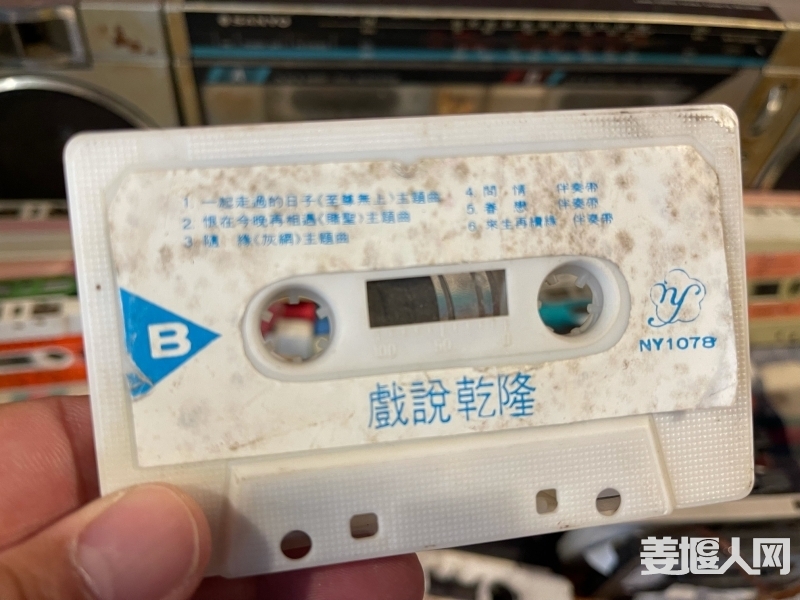 SANYO
1. 一起走過的日子《至尊無上》主題曲
2. 恨在今晚再相遇《賭聖》主題曲
3. 隨 緣《灰網》主題曲
4. 閒 情 伴奏帶
5. 春 戀 伴奏帶
6. 來生再續緣 伴奏帶
B
ny
NY1078
戲說乾隆
姜堰人网